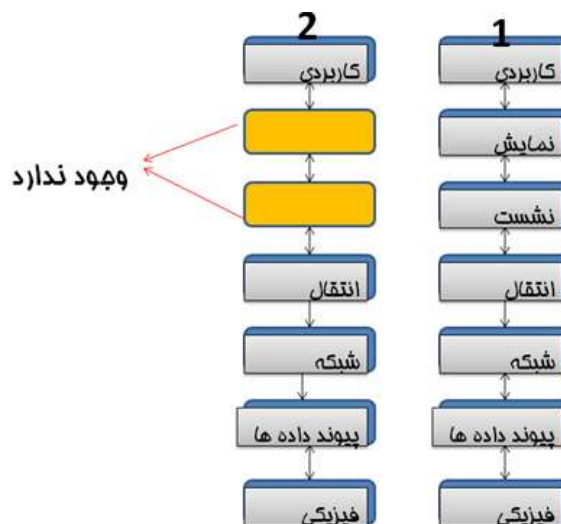 2
1
کاربردی
کاربردی
نمایش
نشست
وجود ندارد
انتقال
انتقال
شبکه
شبکه
پیوند داده ها
پیوند داده ها
فیزیکی
فیزیکی